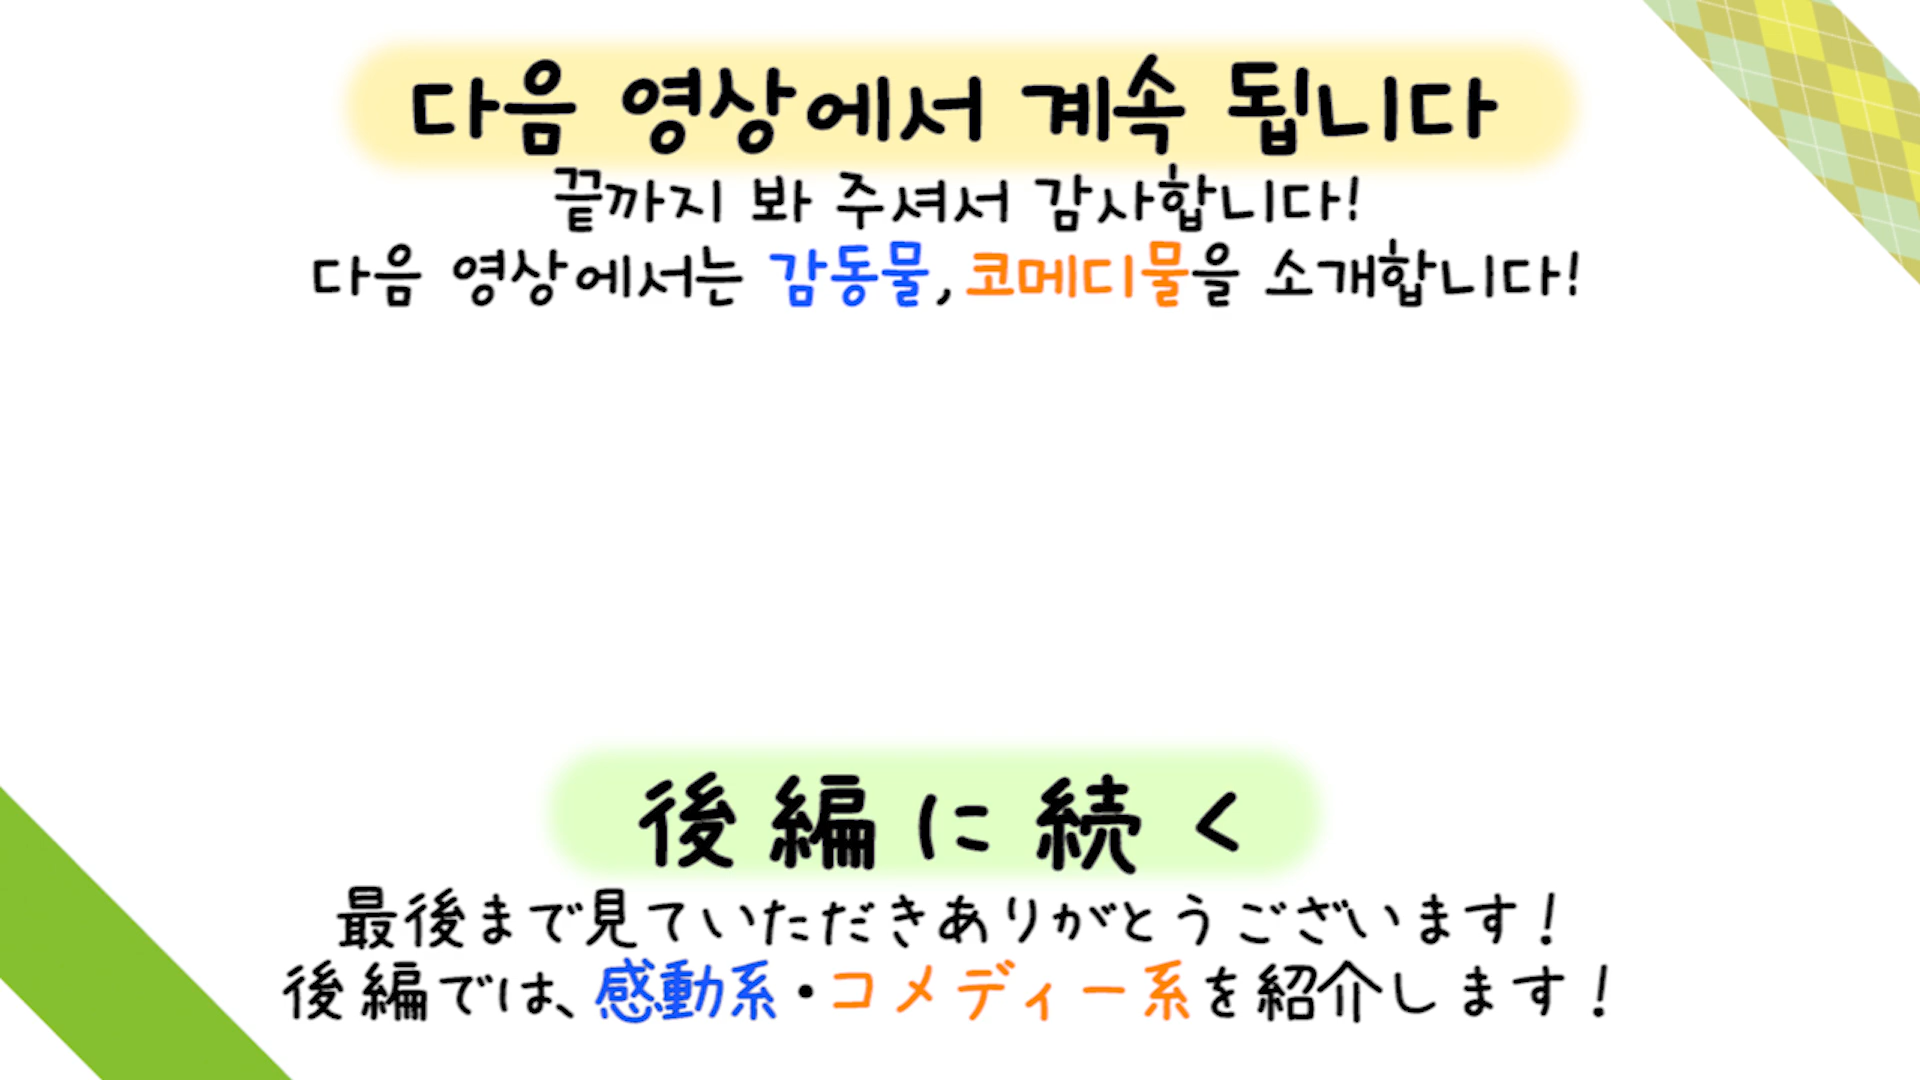 다음 영상에서 계속 됩니다
끝까지 봐 주셔서 감사합니다!
다음 영상에서는 감동물, 코메디물을 소개합니다!
後編に続く
最後まで見ていただきありがとうございます!
後編では、感動系・コメディー系を紹介します!